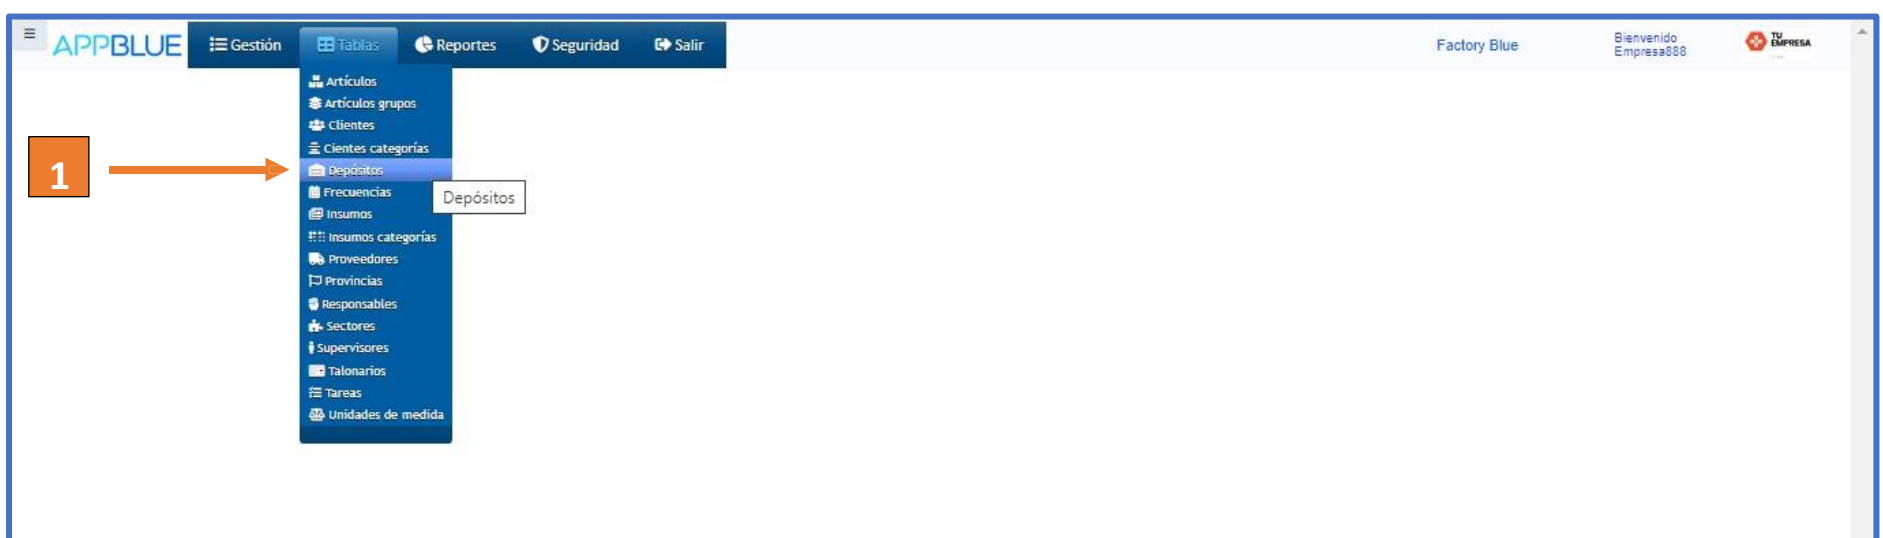 APPBLUE Gestión Tablas Reportes Seguridad Salir Factory Blue
Bienvenido
Empresa888
TU
EMPRESA
Artículos
Artículos grupos
Clientes
Cientes categorías
1
Depósitos
Frecuencias
Depósitos
Insumos
Insumos categorías
Proveedores
Provincias
Responsables
Sectores
Supervisores
Talonarios
Tareas
Unidades de medida